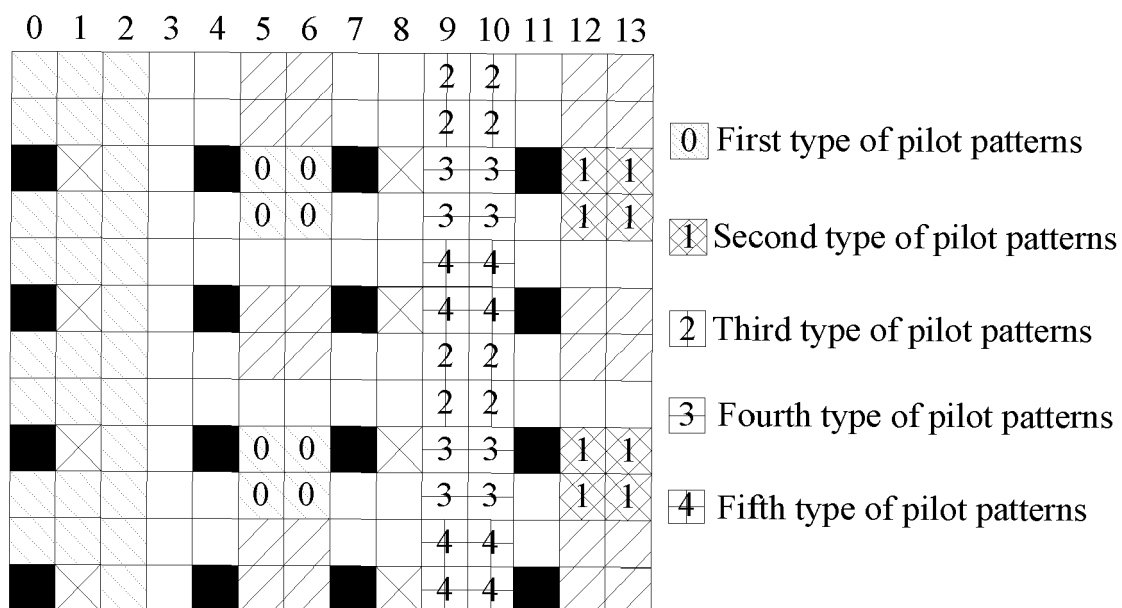 0 1 2 3 4 5 6 7 8 9 10 11 12 13
2 2
2 2
0 0 3 3 1 1
0 0 3 3 1 1
4 4
4 4
2 2
2 2
0 0 3 3 1 1
0 0 3 3 1 1
4 4
4 4
0 First type of pilot patterns
1 Second type of pilot patterns
2 Third type of pilot patterns
3 Fourth type of pilot patterns
4 Fifth type of pilot patterns